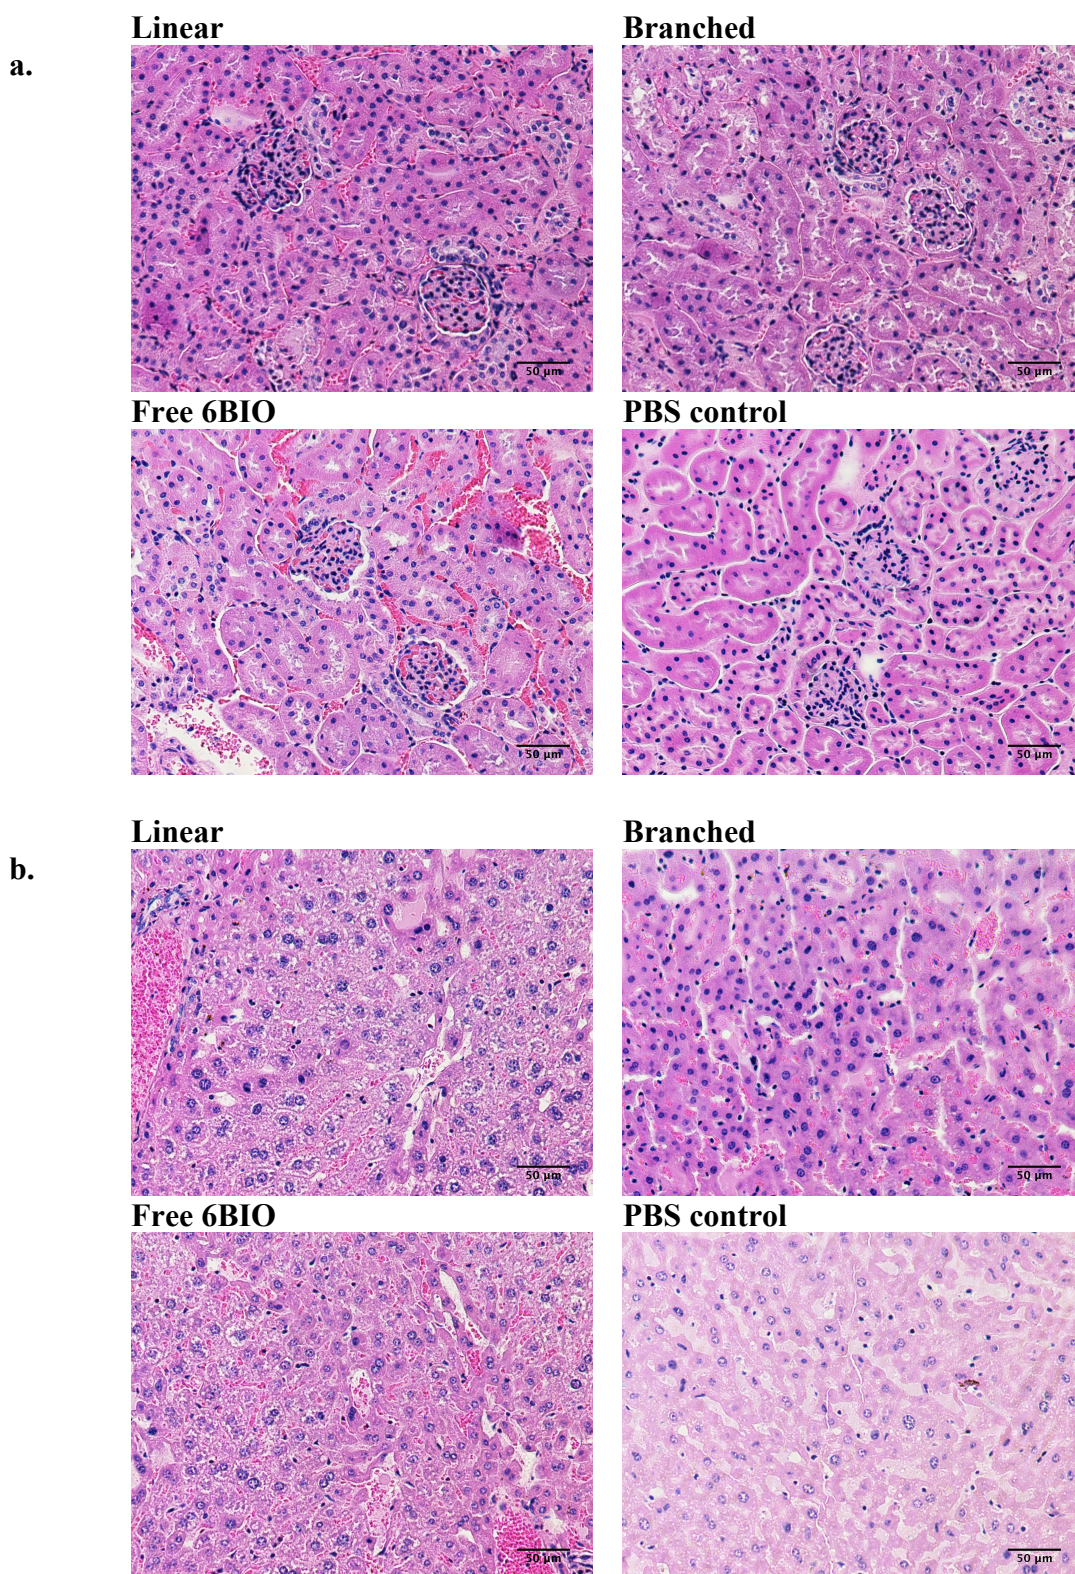 Linear
Branched
a.
50 µm
50 µm
Free 6BIO
PBS control
50 µm
50 µm
Linear
Branched
b.
50 µm
50 µm
Free 6BIO
PBS control
50 µm
50 µm